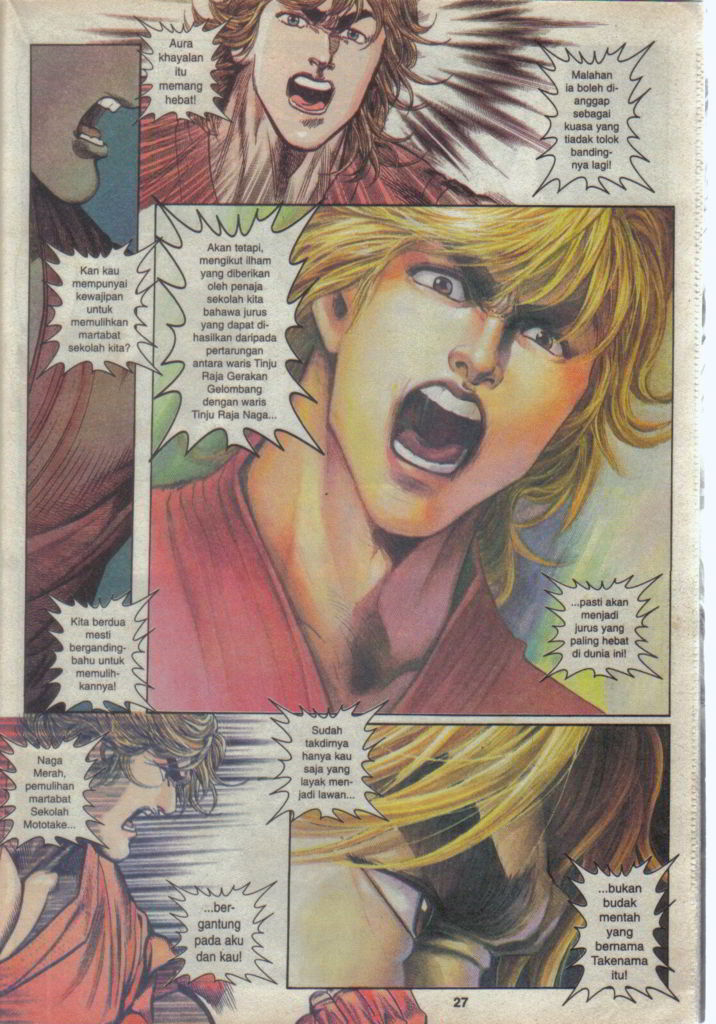 Aura
khayalan
itu
memang
hebat!
Malahan
ia boleh di-
anggap
sebagai
kuasa yang
tiadak tolok
banding-
nya lagi!
Kan kau
mempunyai
kewajipan
untuk
memulihkan
martabat
sekolah kita?
Akan tetapi,
mengikut ilham
yang diberikan
oleh penaja
sekolah kita
bahawa jurus
yang dapat di-
hasilkan daripada
pertarungan
antara waris Tinju
Raja Gerakan
Gelombang
dengan waris
Tinju Raja Naga...
...pasti akan
menjadi
jurus yang
paling hebat
di dunia ini!
Kita berdua
mesti
berganding-
bahu untuk
memulih-
kannya!
Naga
Merah,
pemulihan
martabat
Sekolah
Mototake...
...ber-
gantung
pada aku
dan kau!
Sudah
takdirnya
hanya kau
saja yang
layak men-
jadi lawan...
...bukan
budak
mentah
yang
bernama
Takenama
itu!
27